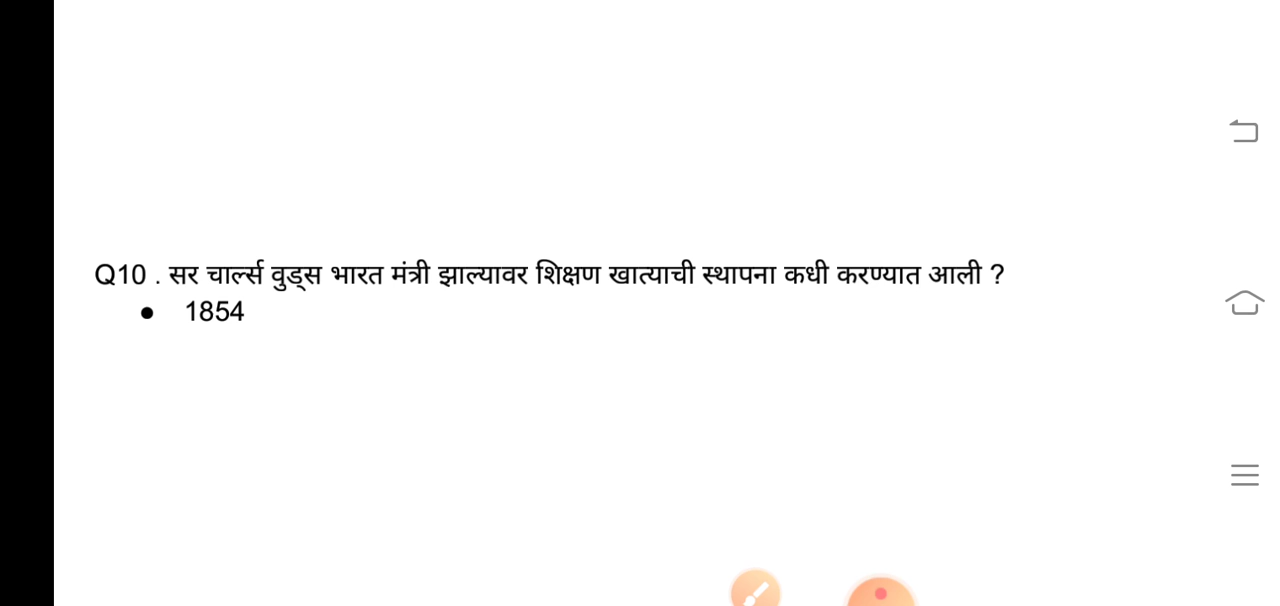 Q10 . सर चार्ल्स वुड्स भारत मंत्री झाल्यावर शिक्षण खात्याची स्थापना कधी करण्यात आली ?
● 1854